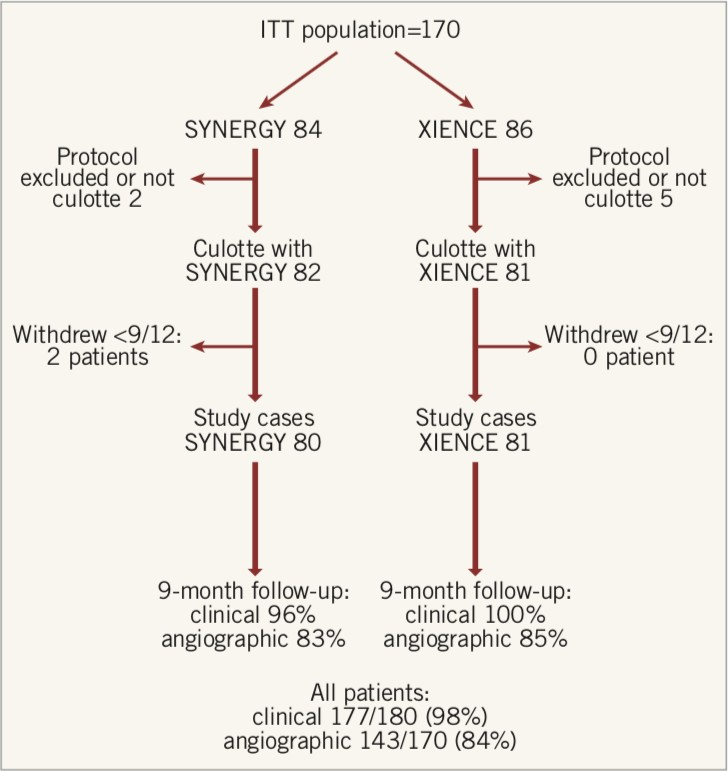 ITT population=170
SYNERGY 84
XIENCE 86
Protocol
excluded or not
culotte 2
Protocol
excluded or not
culotte 5
Culotte with
SYNERGY 82
Culotte with
XIENCE 81
Withdrew <9/12:
2 patients
Withdrew <9/12:
0 patient
Study cases
SYNERGY 80
Study cases
XIENCE 81
9-month follow-up:
clinical 96%
angiographic 83%
9-month follow-up:
clinical 100%
angiographic 85%
All patients:
clinical 177/180 (98%)
angiographic 143/170 (84%)